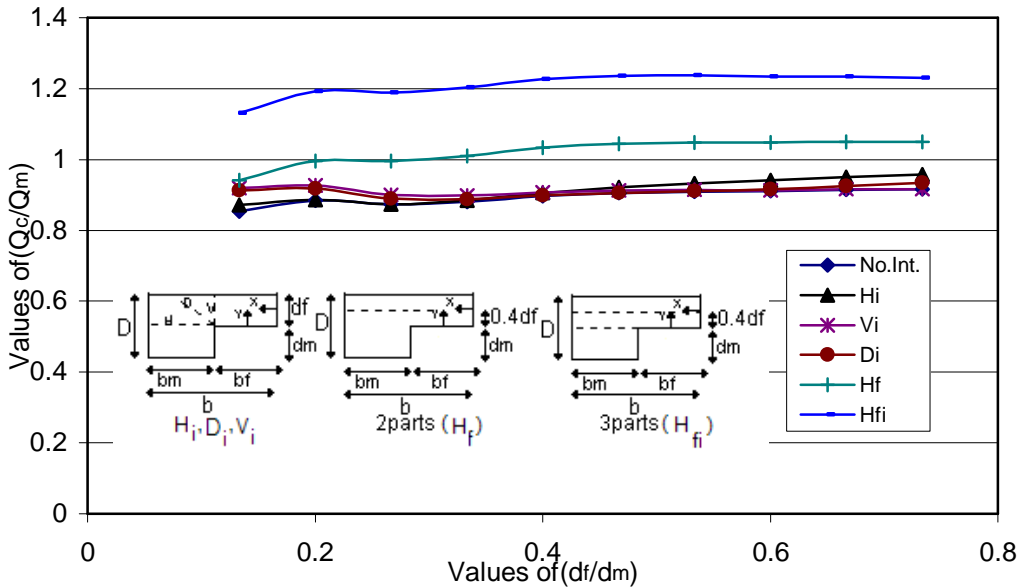 1.4
1.2
1
0.8
0.6
0.4
0.2
0
Values of(Qc/Qm)
0 0.2 0.4 0.6 0.8
Values of(df/dm)
No.Int.
Hi
Vi
Di
Hf
Hfi
D H D V X Y df dm
bm bf
b
Hi,Di,Vi
D X Y 0.4df dm
bm bf
b
2parts (Hf)
D X Y 0.4df dm
bm bf
b
3parts(Hfi)